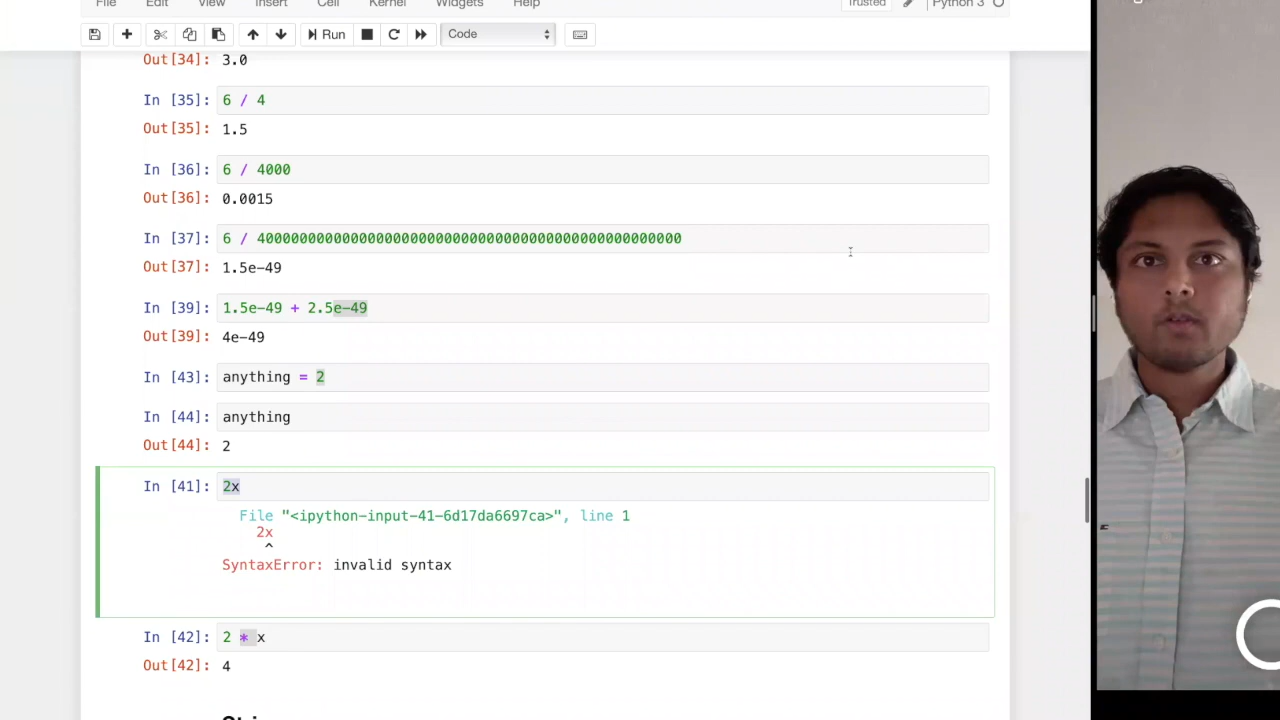 File Edit View Insert Cell Kernel Widgets Help Trusted Python 3
Run Code
Out[34]: 3.0
In [35]: 6 / 4
Out[35]: 1.5
In [36]: 6 / 4000
Out[36]: 0.0015
In [37]: 6 / 40000000000000000000000000000000000000000000000000
Out[37]: 1.5e-49
In [39]: 1.5e-49 + 2.5e-49
Out[39]: 4e-49
In [43]: anything = 2
In [44]: anything
Out[44]: 2
In [41]: 2x
File "<ipython-input-41-6d17da6697ca>", line 1
2x
^
SyntaxError: invalid syntax
In [42]: 2 * x
Out[42]: 4